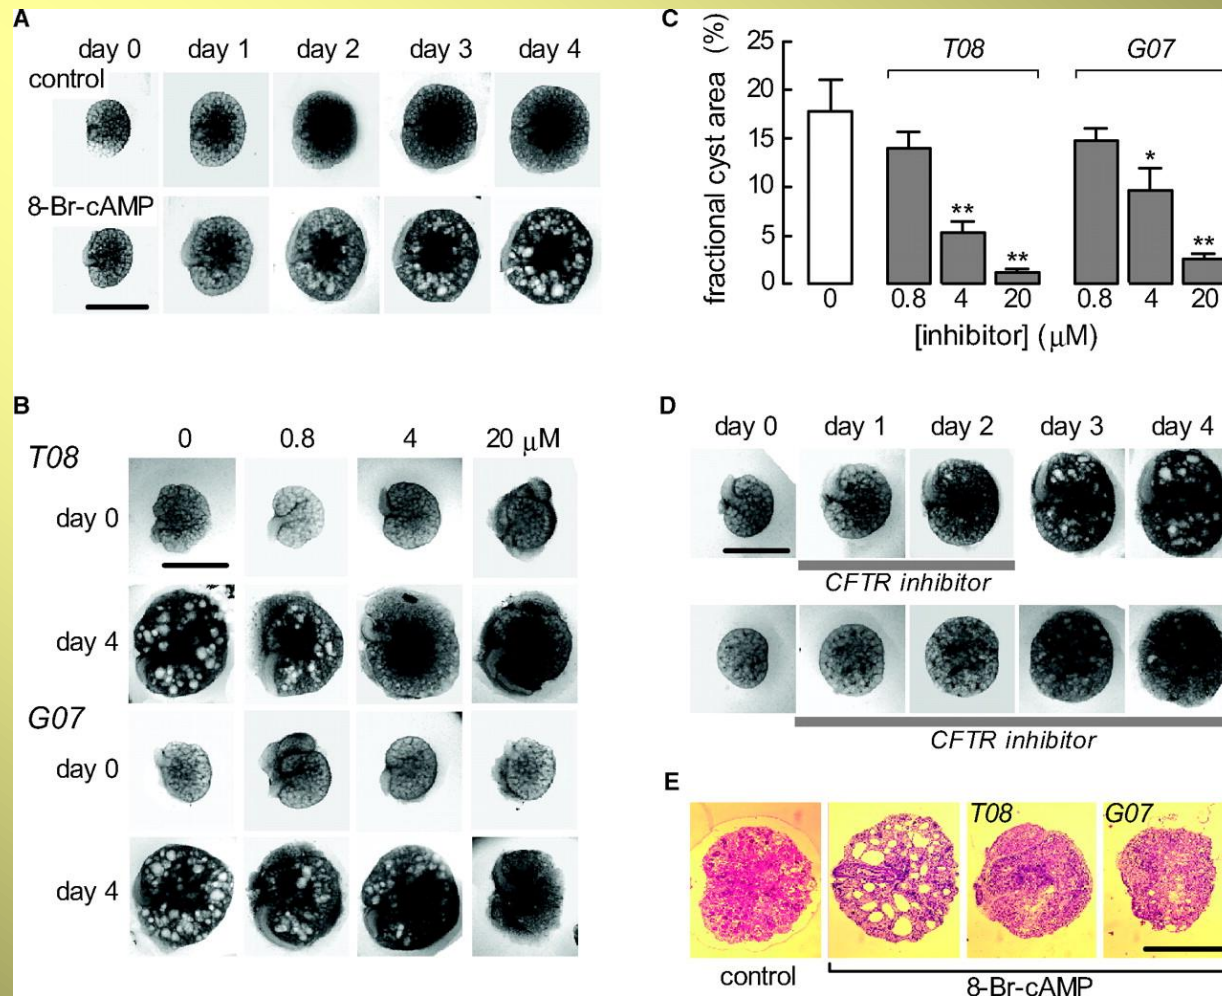 A
day 0 day 1 day 2 day 3 day 4
control
8-Br-cAMP
B
0 0.8 4 20 μM
T08
day 0
day 4
G07
day 0
day 4
C
fractional cyst area (%)
25
20
15
10
5
0
T08 G07
** ** * **
0 0.8 4 20 0.8 4 20
[inhibitor] (μM)
D
day 0 day 1 day 2 day 3 day 4
CFTR inhibitor
CFTR inhibitor
E
T08 G07
control
8-Br-cAMP